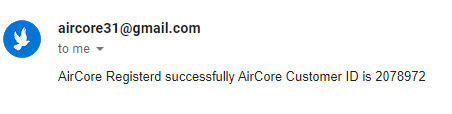 aircore31@gmail.com
to me
AirCore Registerd successfully AirCore Customer ID is 2078972